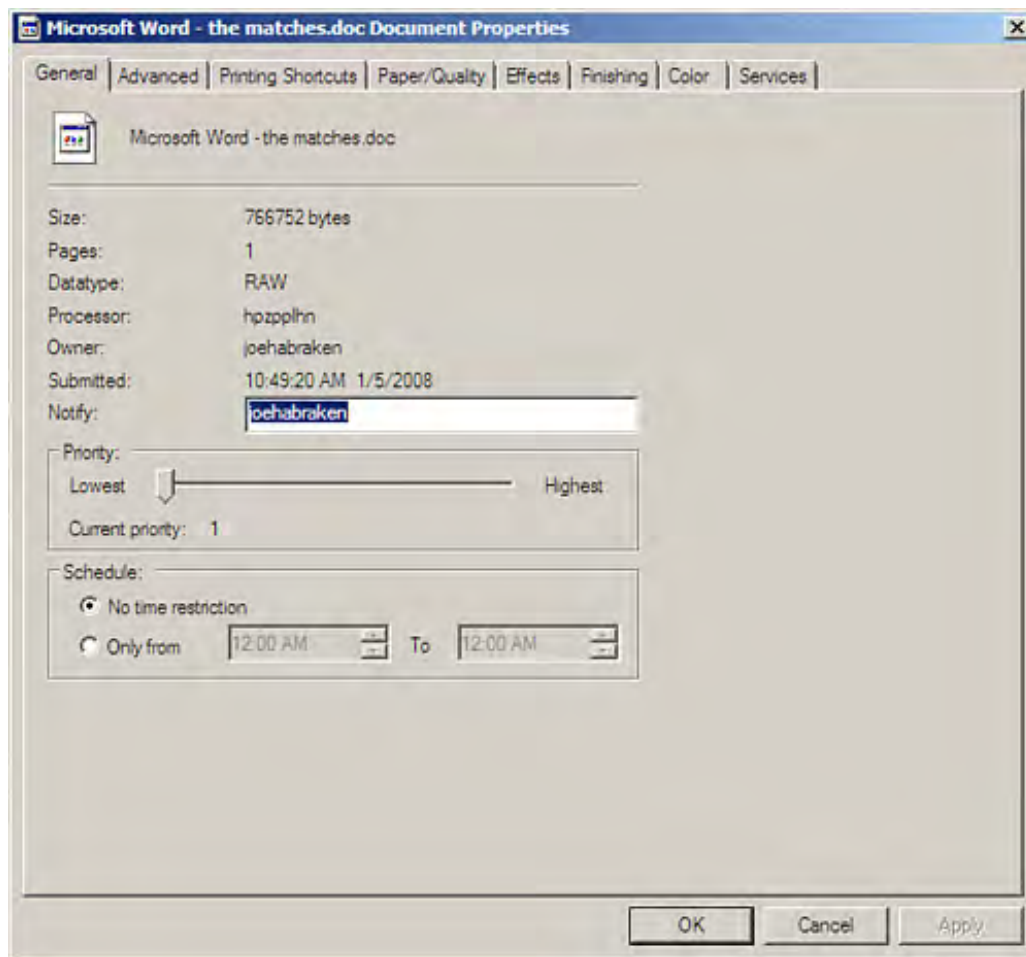 Microsoft Word - the matches.doc Document Properties
General Advanced Printing Shortcuts Paper/Quality Effects Finishing Color Services
Microsoft Word - the matches.doc
Size: 766752 bytes
Pages: 1
Datatype: RAW
Processor: hpzpplhn
Owner: joehabraken
Submitted: 10:49:20 AM 1/5/2008
Notify: joehabraken
Priority:
Lowest Highest
Current priority: 1
Schedule:
No time restriction
Only from 12:00 AM To 12:00 AM
OK Cancel Apply